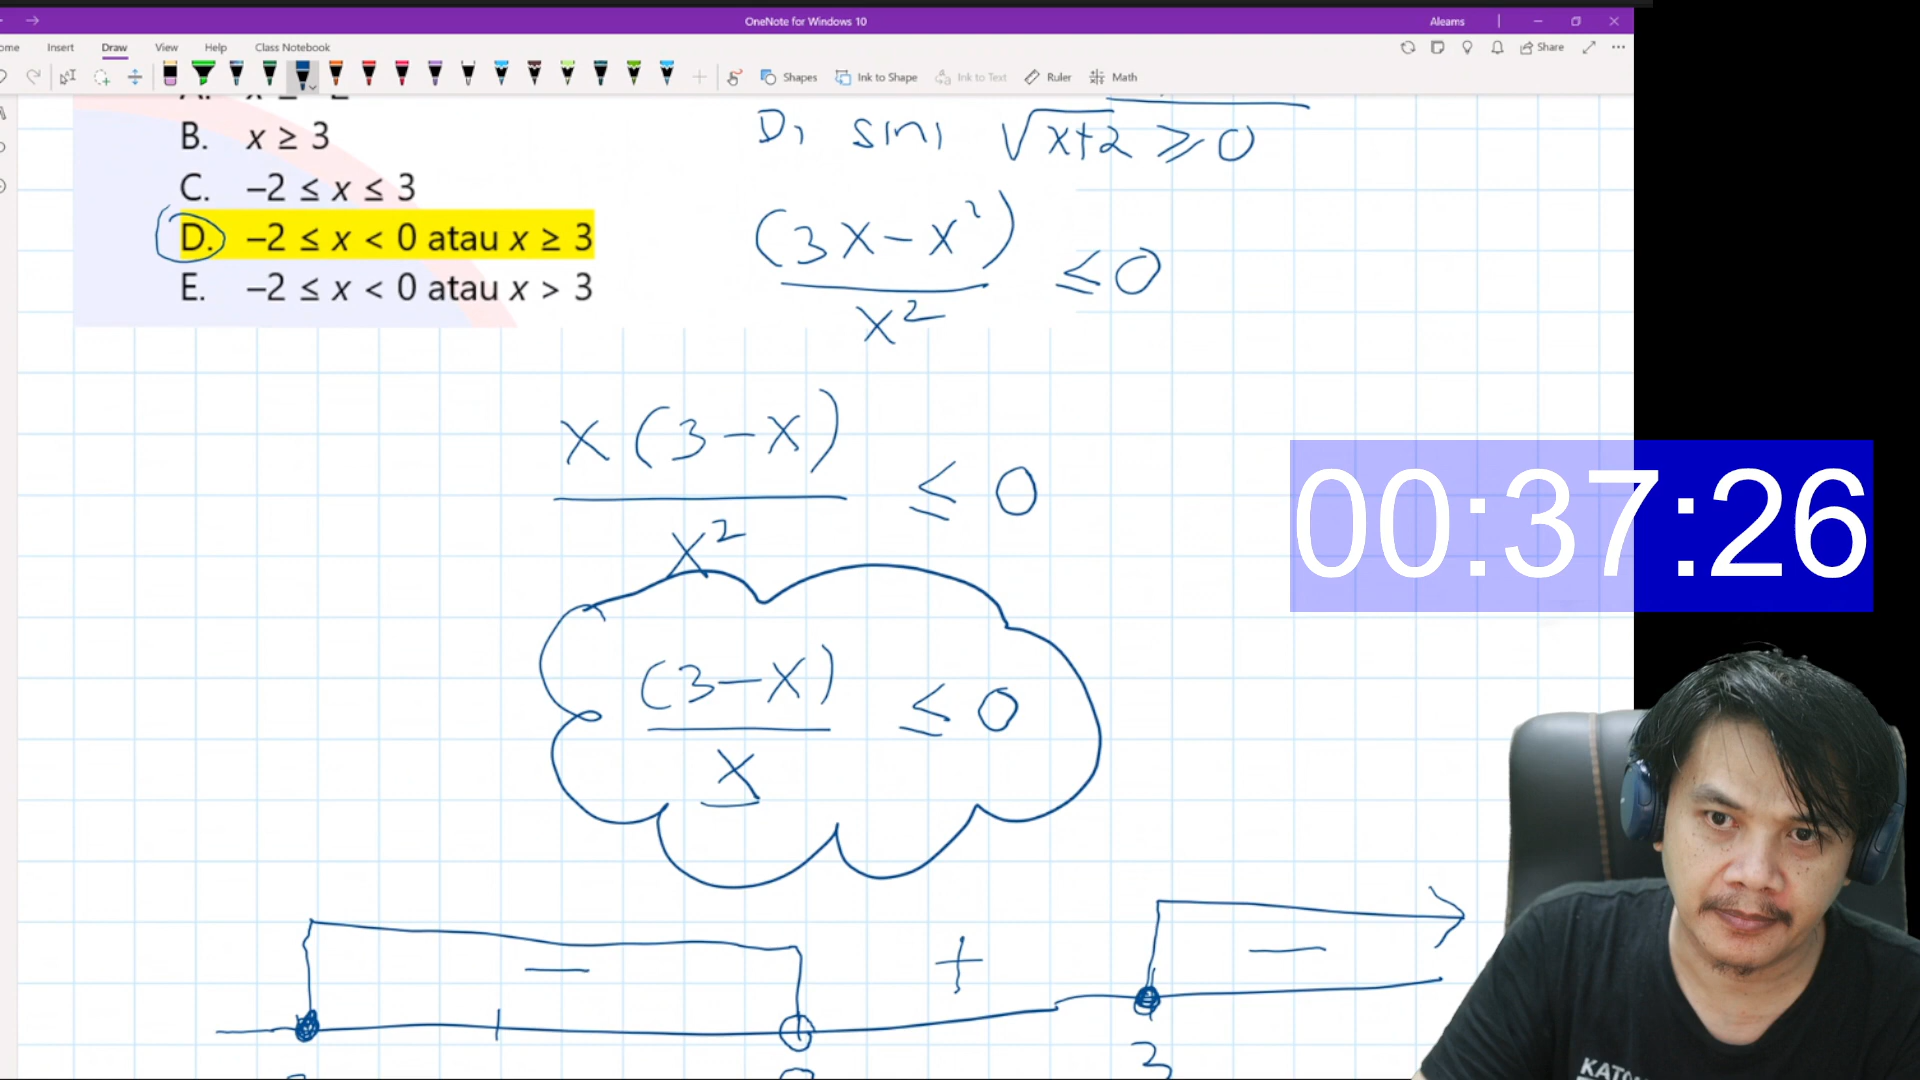 OneNote for Windows 10
Aleams
ome Insert Draw View Help Class Notebook
Share
Shapes Ink to Shape Ink to Text Ruler Math
B. x ≥ 3
C. –2 ≤ x ≤ 3
D. –2 ≤ x < 0 atau x ≥ 3
E. –2 ≤ x < 0 atau x > 3
Di sini √x+2 ≥ 0
(3x – x²)
x²
≤ 0
x (3 – x)
x²
≤ 0
(3 – x)
x
≤ 0
00:37:26
– + –
3